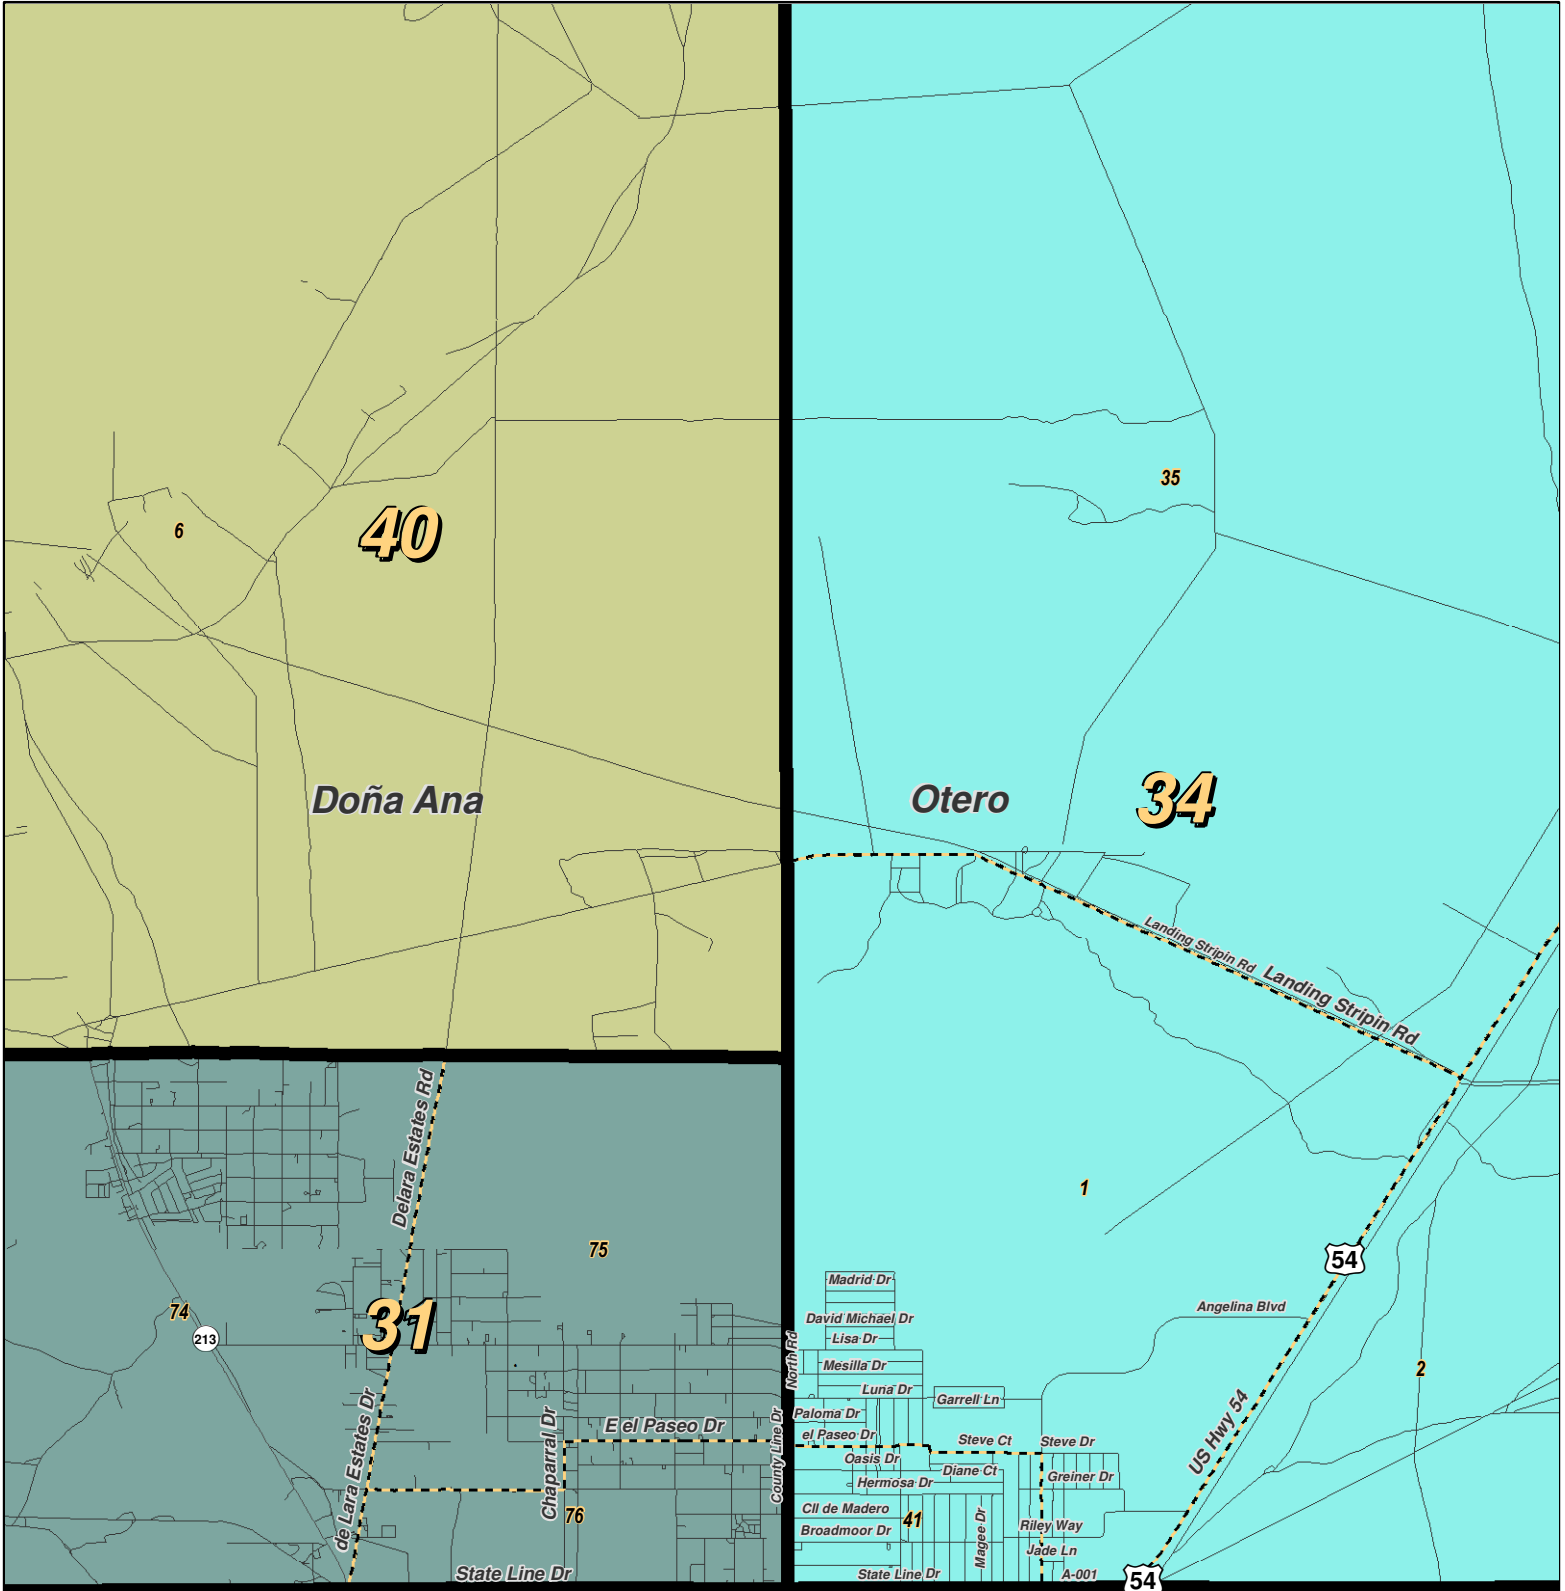 35
6
40
Doña Ana
Otero
34
Landing Stripin Rd
Landing Stripin Rd
Delara Estates Rd
1
75
54
74
31
213
Madrid Dr
Angelina Blvd
David Michael Dr
Lisa Dr
North Rd
Mesilla Dr
2
Luna Dr
Garrell Ln
Paloma Dr
E el Paseo Dr
el Paseo Dr
Steve Ct
Steve Dr
US Hwy 54
de Lara Estates Dr
Chaparral Dr
County Line Dr
Oasis Dr
Diane Ct
Greiner Dr
Hermosa Dr
Cll de Madero
76
41
Magee Dr
Riley Way
Broadmoor Dr
Jade Ln
State Line Dr
State Line Dr
A-001
54